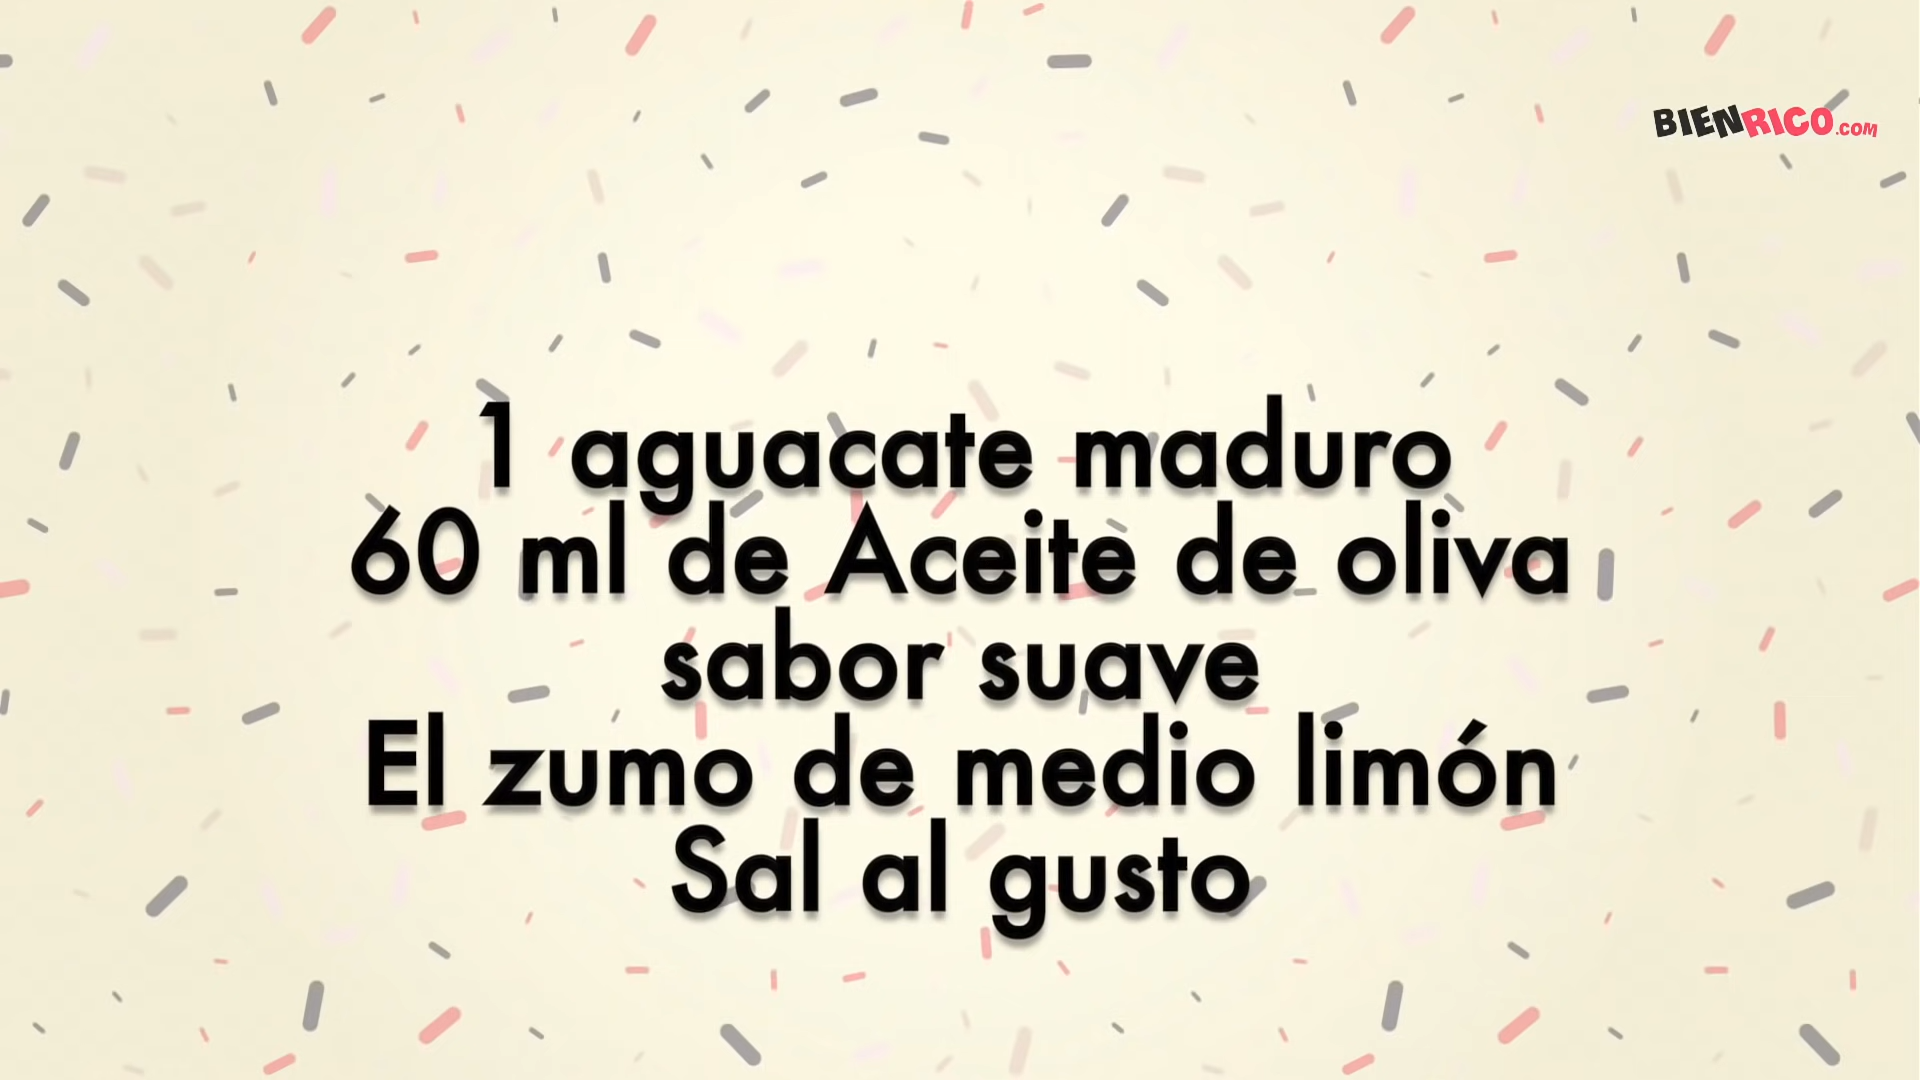 BIENRICO.COM
1 aguacate maduro
60 ml de Aceite de oliva
sabor suave
El zumo de medio limón
Sal al gusto